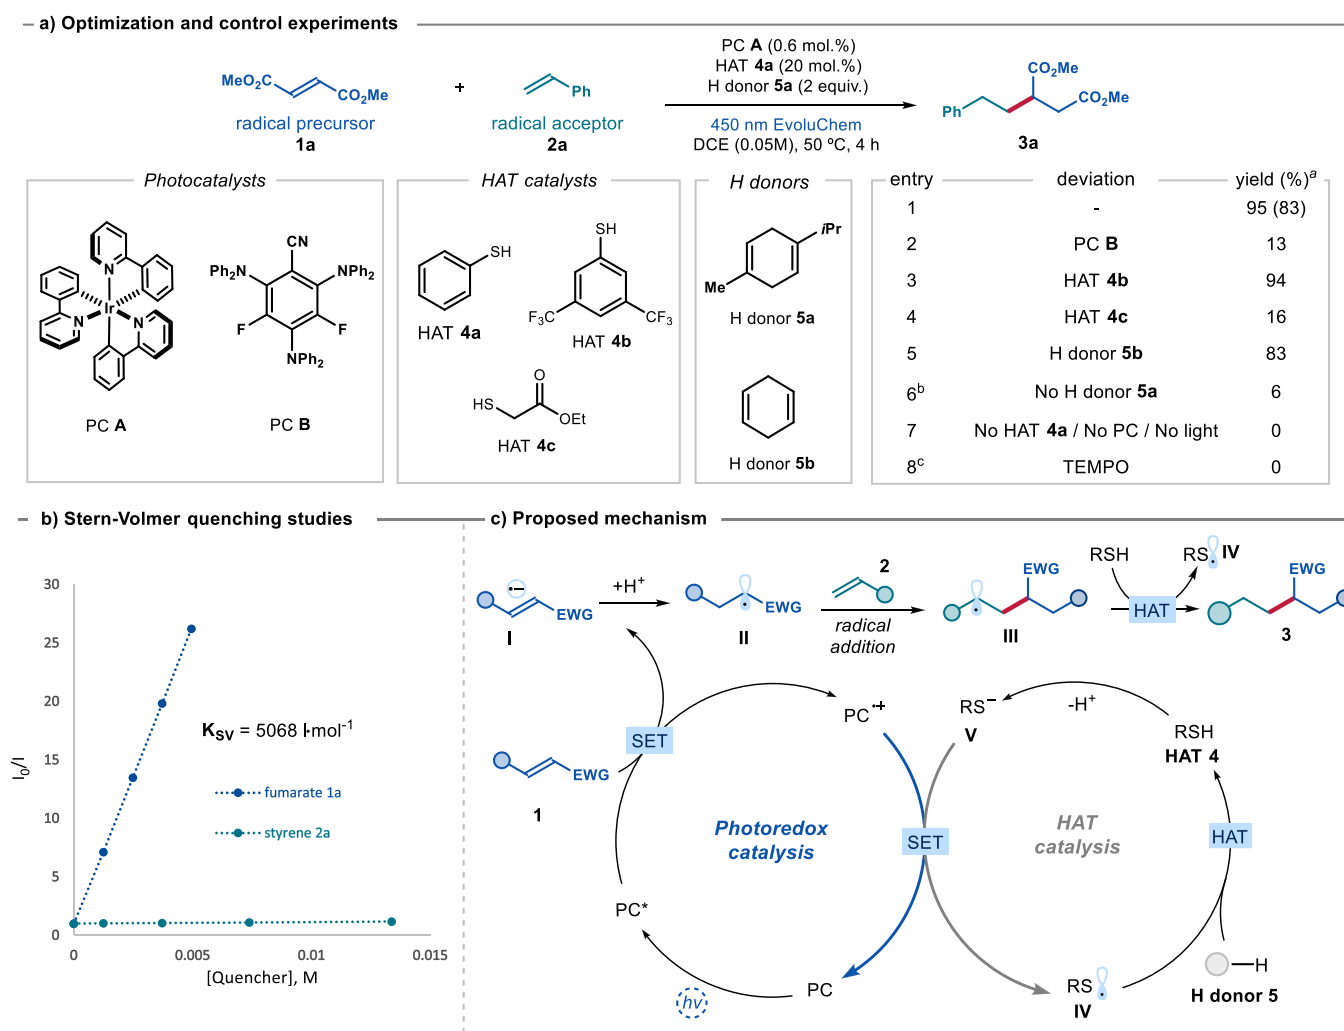 a) Optimization and control experiments
MeO2C
CO2Me
radical precursor
1a
+
Ph
radical acceptor
2a
PC A (0.6 mol.%)
HAT 4a (20 mol.%)
H donor 5a (2 equiv.)
450 nm EvoluChem
DCE (0.05M), 50 ºC, 4 h
CO2Me
CO2Me
Ph
3a
Photocatalysts
N
Ir
N
N
PC A
CN
Ph2N
NPh2
F
F
NPh2
PC B
HAT catalysts
SH
HAT 4a
SH
F3C
CF3
HAT 4b
O
HS
OEt
HAT 4c
H donors
iPr
Me
H donor 5a
H donor 5b
entry deviation yield (%)a
1 - 95 (83)
2 PC B 13
3 HAT 4b 94
4 HAT 4c 16
5 H donor 5b 83
6b No H donor 5a 6
7 No HAT 4a / No PC / No light 0
8c TEMPO 0
b) Stern-Volmer quenching studies
30
25
20
15
10
5
0
I0/I
KSV = 5068 l·mol-1
fumarate 1a
styrene 2a
0 0.005 0.01 0.015
[Quencher], M
c) Proposed mechanism
•−
EWG
I
+H+
EWG
II
2
radical
addition
EWG
III
RSH
RS• IV
HAT
EWG
3
SET
EWG
1
PC•+
PC*
hν
PC
Photoredox
catalysis
SET
RS−
V
-H+
RSH
HAT 4
HAT
catalysis
HAT
H
H donor 5
RS•
IV